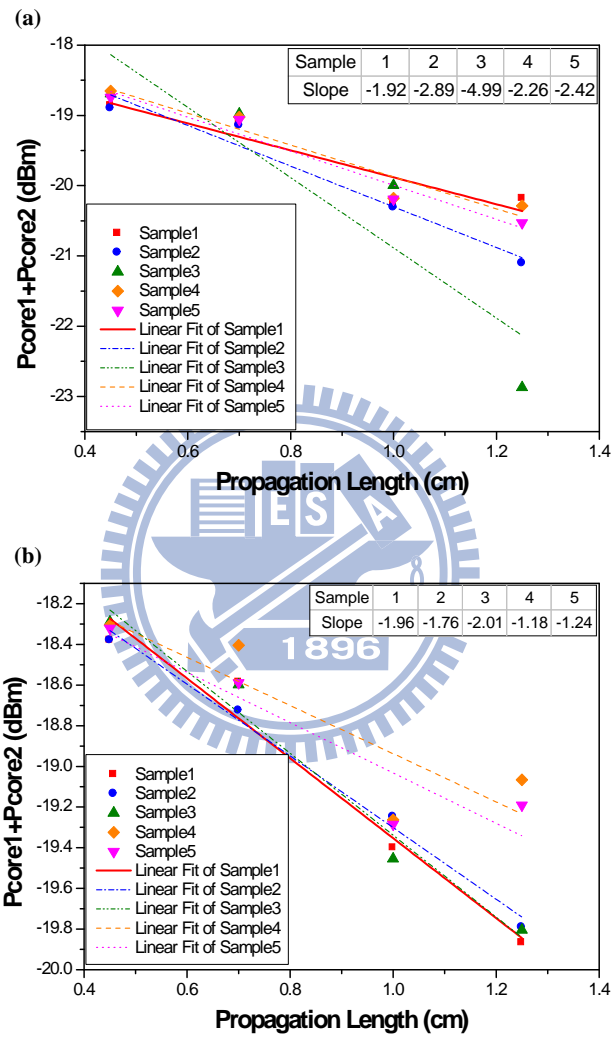 (a)
-18
-19
-20
-21
-22
-23
Pcore1+Pcore2 (dBm)
Sample 1 2 3 4 5
Slope -1.92 -2.89 -4.99 -2.26 -2.42
Sample1
Sample2
Sample3
Sample4
Sample5
Linear Fit of Sample1
Linear Fit of Sample2
Linear Fit of Sample3
Linear Fit of Sample4
Linear Fit of Sample5
0.4 0.6 0.8 1.0 1.2 1.4
Propagation Length (cm)
E S A
1896
(b)
-18.2
-18.4
-18.6
-18.8
-19.0
-19.2
-19.4
-19.6
-19.8
-20.0
Pcore1+Pcore2 (dBm)
Sample 1 2 3 4 5
Slope -1.96 -1.76 -2.01 -1.18 -1.24
Sample1
Sample2
Sample3
Sample4
Sample5
Linear Fit of Sample1
Linear Fit of Sample2
Linear Fit of Sample3
Linear Fit of Sample4
Linear Fit of Sample5
0.4 0.6 0.8 1.0 1.2 1.4
Propagation Length (cm)